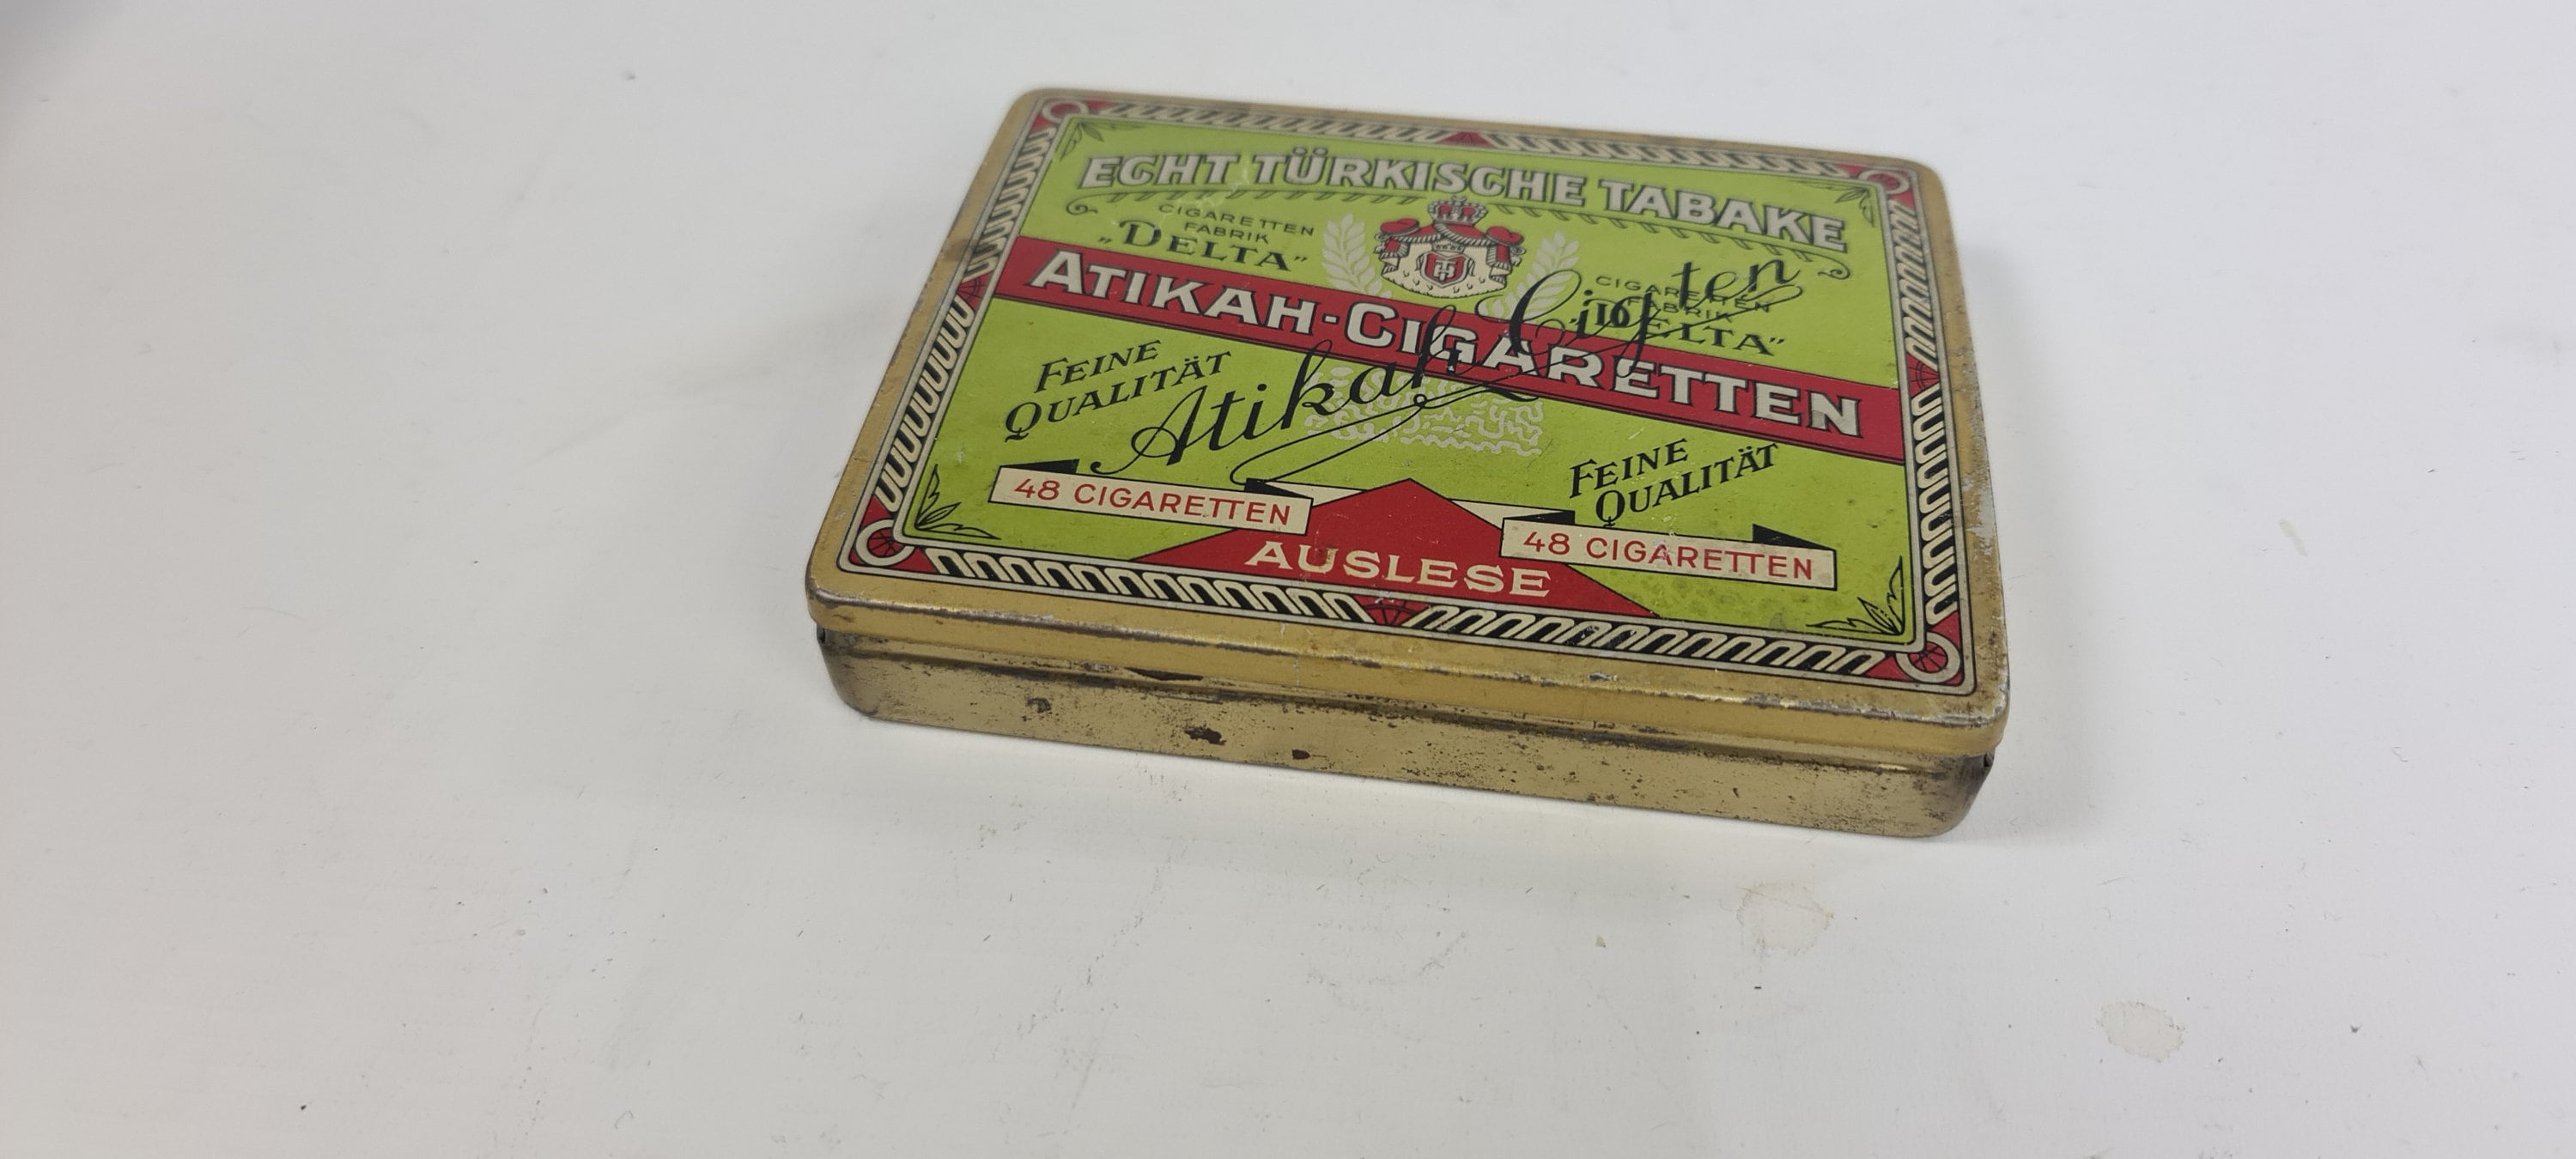 ECHT TÜRKISCHE TABAKE
CIGARETTEN
FABRIK
„DELTA"
CIGARETTEN
FABRIK
„DELTA"
ATIKAH-CIGARETTEN
Atikah Cigten
FEINE
QUALITÄT
FEINE
QUALITÄT
48 CIGARETTEN
48 CIGARETTEN
AUSLESE